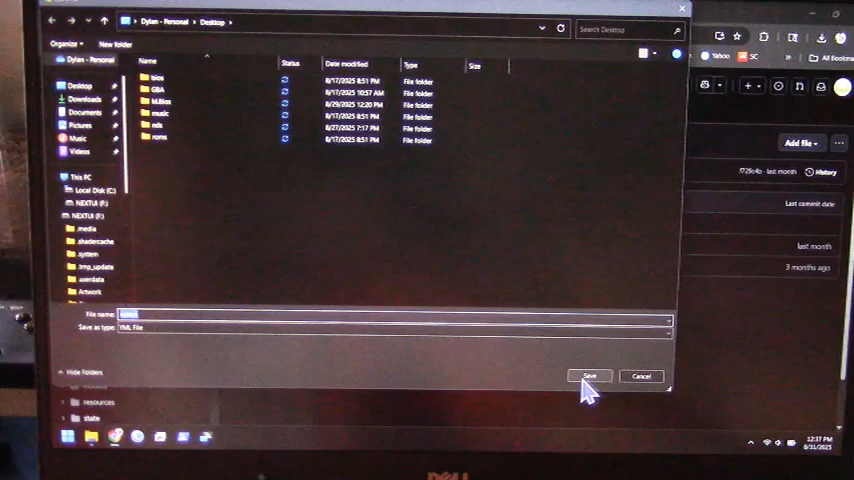 Dylan - Personal > Desktop >
Search Desktop
Organize
New folder
Dylan - Personal
Name
Status
Date modified
Type
Size
Desktop
Downloads
Documents
Pictures
Music
Videos
This PC
Local Disk (C:)
NEXTUI (F:)
NEXTUI (F:)
.media
.shadercache
.system
.tmp_update
.userdata
Artwork
bios
8/17/2025 8:51 PM
File folder
GBA
8/17/2025 10:57 AM
File folder
M.Bios
8/29/2025 12:20 PM
File folder
music
8/17/2025 8:51 PM
File folder
nds
8/27/2025 7:17 PM
File folder
roms
8/17/2025 8:51 PM
File folder
File name:
Save as type: YML File
Hide Folders
Save
Cancel
resources
state
Yahoo
SC
All Bookma
Add file
f729c4b · last month
History
Last commit date
last month
3 months ago
12:37 PM
8/31/2025
DELL